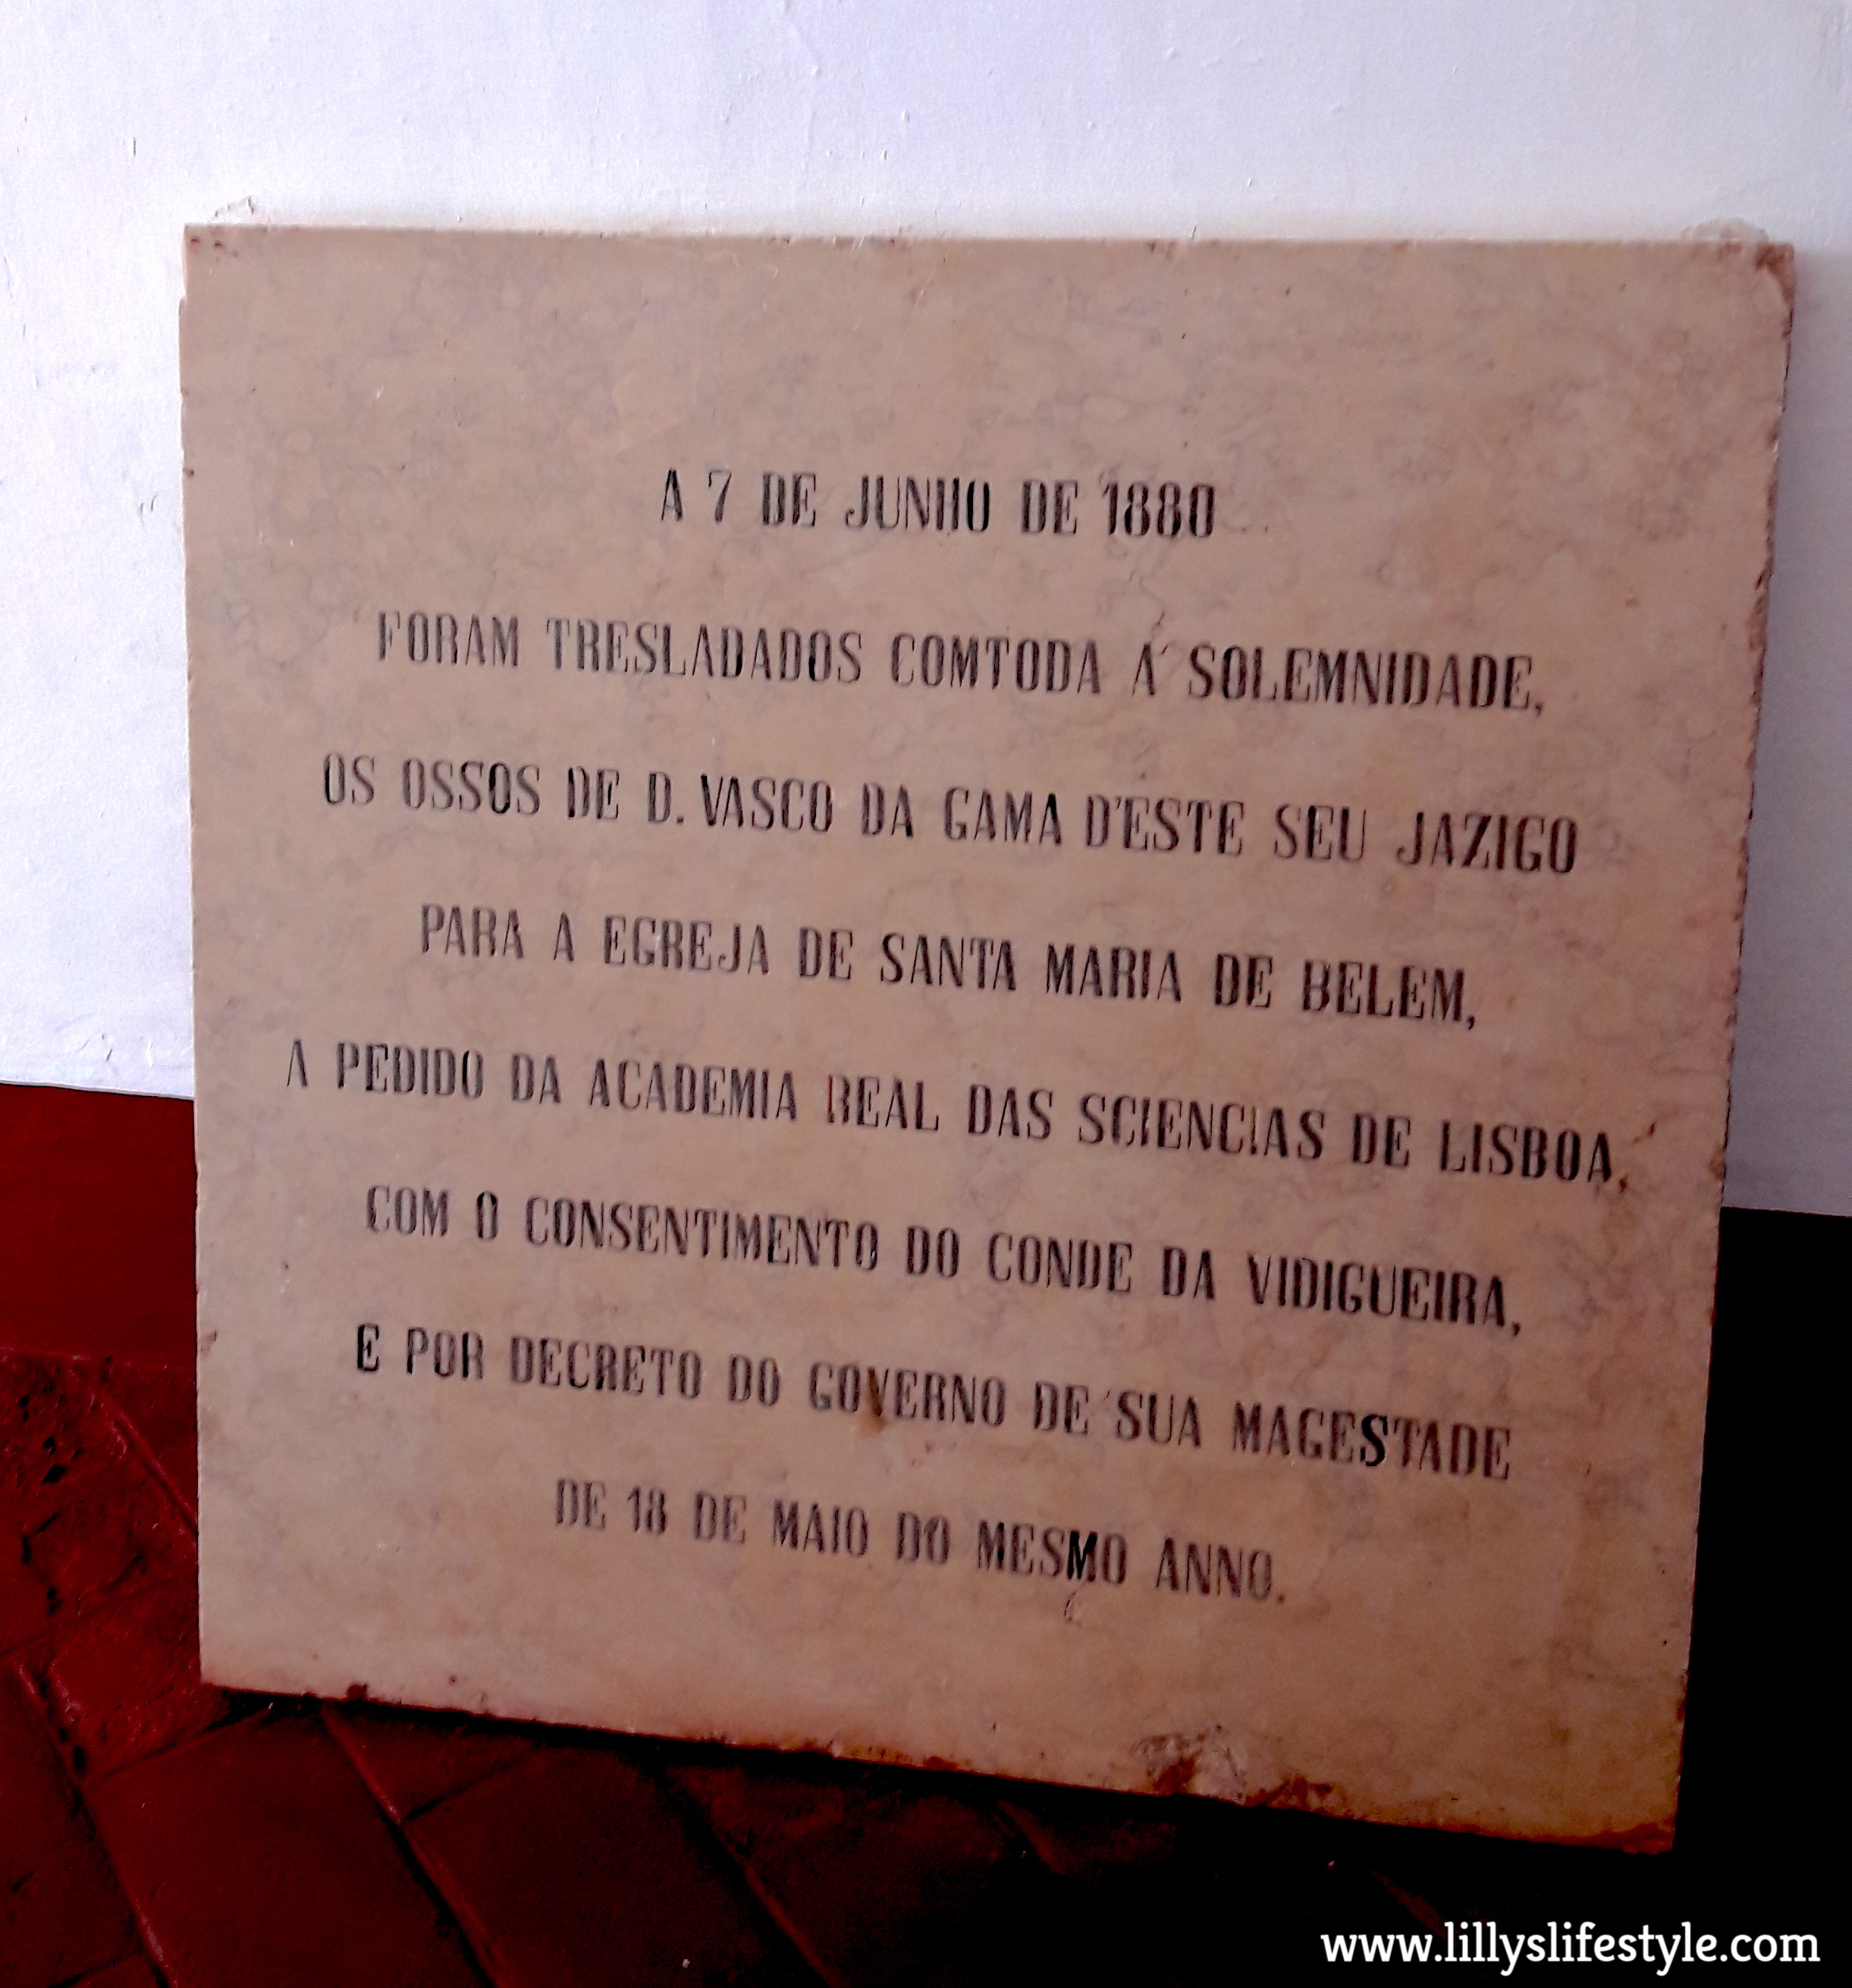 A 7 DE JUNHO DE 1880
FORAM TRESLADADOS COMTODA A SOLEMNIDADE,
OS OSSOS DE D. VASCO DA GAMA D'ESTE SEU JAZIGO
PARA A EGREJA DE SANTA MARIA DE BELEM,
A PEDIDO DA ACADEMIA REAL DAS SCIENCIAS DE LISBOA,
COM O CONSENTIMENTO DO CONDE DA VIDIGUEIRA,
E POR DECRETO DO GOVERNO DE SUA MAGESTADE
DE 18 DE MAIO DO MESMO ANNO.
www.lillyslifestyle.com